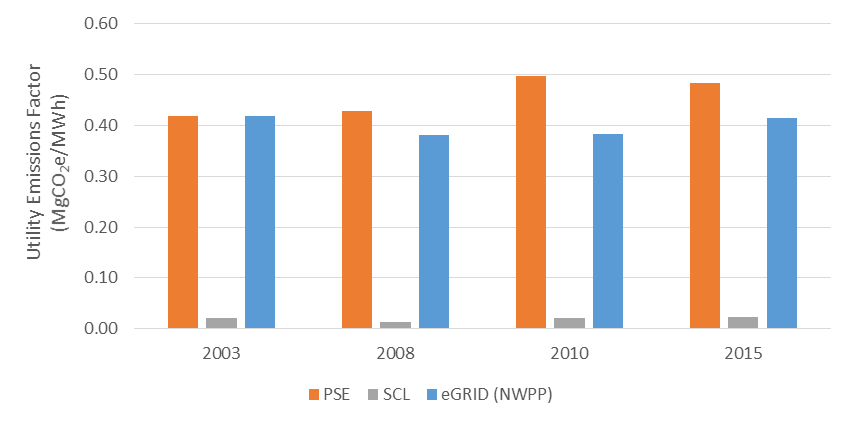 0.60
0.50
0.40
0.30
0.20
0.10
0.00
Utility Emissions Factor
(MgCO₂e/MWh)
2003 2008 2010 2015
PSE SCL eGRID (NWPP)